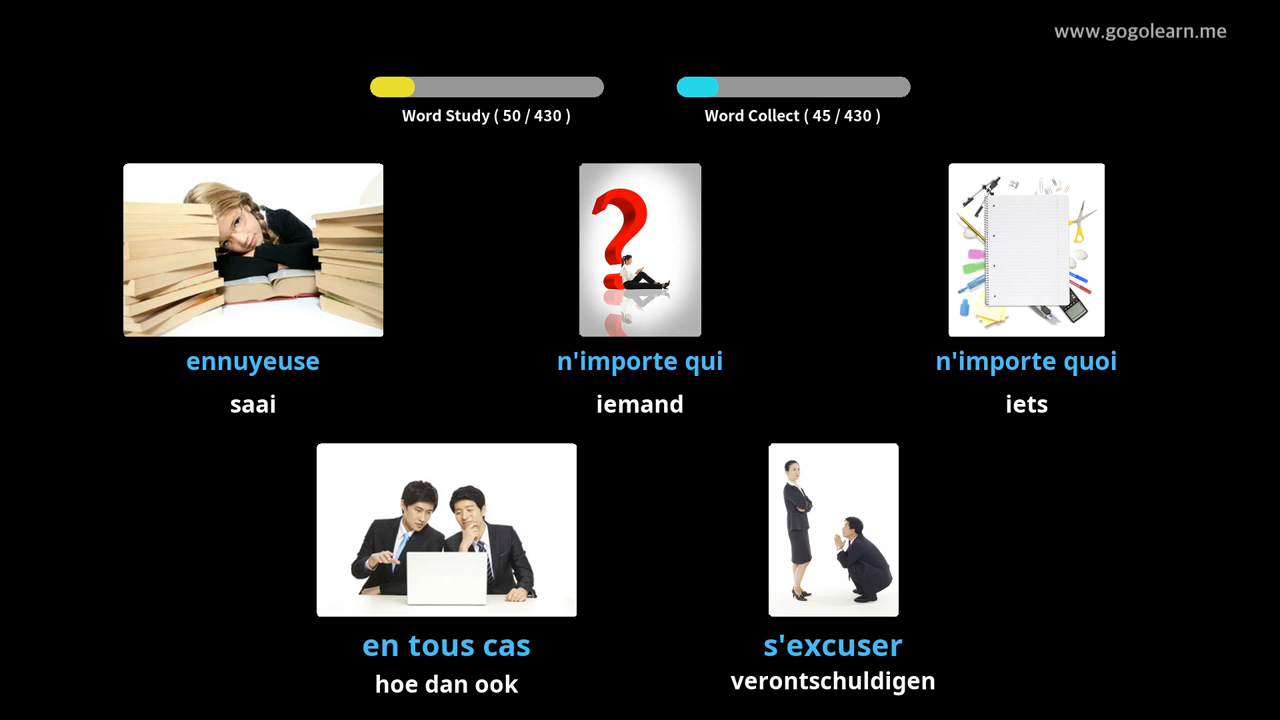 www.gogolearn.me
Word Study ( 50 / 430 )
Word Collect ( 45 / 430 )
ennuyeuse
n'importe qui
n'importe quoi
saai
iemand
iets
en tous cas
s'excuser
hoe dan ook
verontschuldigen